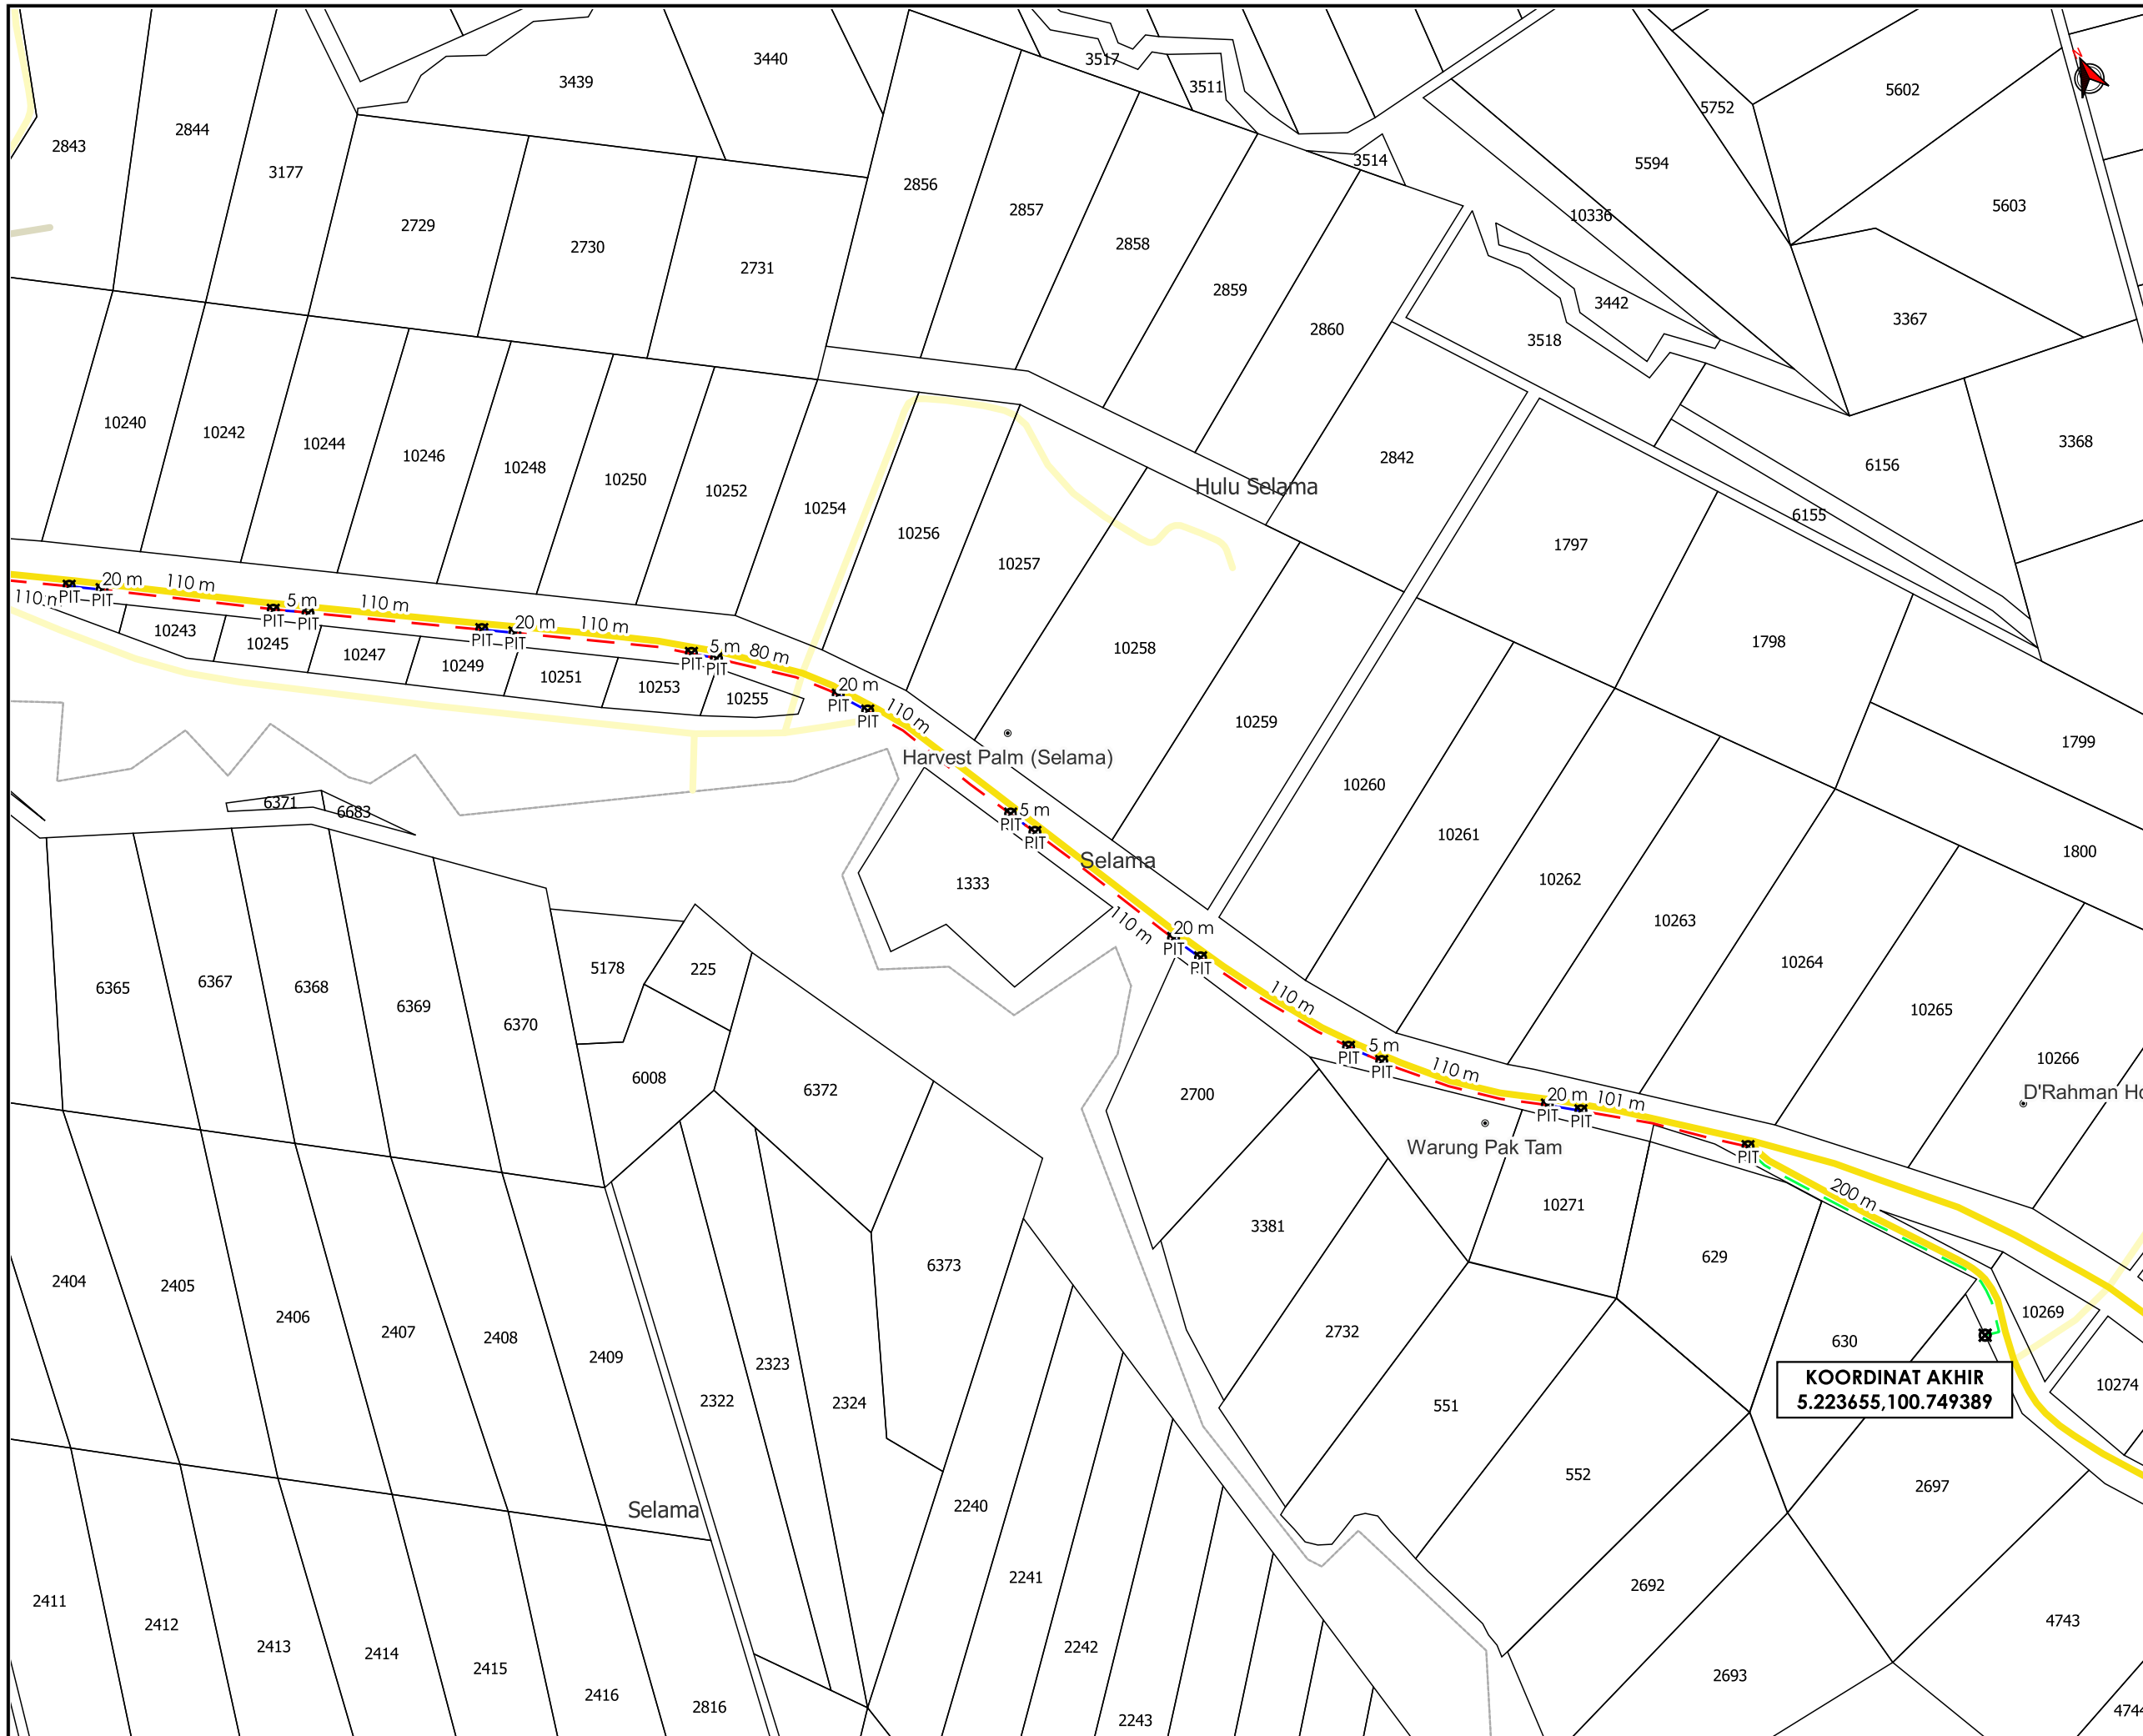 3439
3440
3517
3511
5752
5602
N
2843
2844
3177
2856
2857
2858
3514
5594
10336
5603
2729
2730
2731
2859
2860
3442
3518
3367
10240
10242
10244
10246
10248
10250
10252
10254
10256
10257
Hulu Selama
2842
1797
6155
6156
3368
110 m
PIT
20 m
PIT
110 m
PIT
5 m
PIT
110 m
PIT
20 m
PIT
110 m
PIT
5 m
PIT
80 m
20 m
PIT
PIT
110 m
10243
10245
10247
10249
10251
10253
10255
10258
10259
1798
1799
Harvest Palm (Selama)
10260
10261
10262
10263
10264
10265
10266
1800
6371
6683
5 m
PIT
PIT
Selama
1333
110 m
20 m
PIT
PIT
110 m
5 m
PIT
PIT
110 m
20 m
PIT
PIT
101 m
PIT
200 m
D'Rahman Ho
Warung Pak Tam
6365
6367
6368
6369
6370
5178
225
6008
6372
2700
3381
10271
629
6373
2404
2405
2406
2407
2408
2409
2322
2323
2324
2732
630
10269
10274
KOORDINAT AKHIR
5.223655,100.749389
551
552
2697
Selama
2240
2241
2242
2243
2411
2412
2413
2414
2415
2416
2816
2692
2693
4743
4744